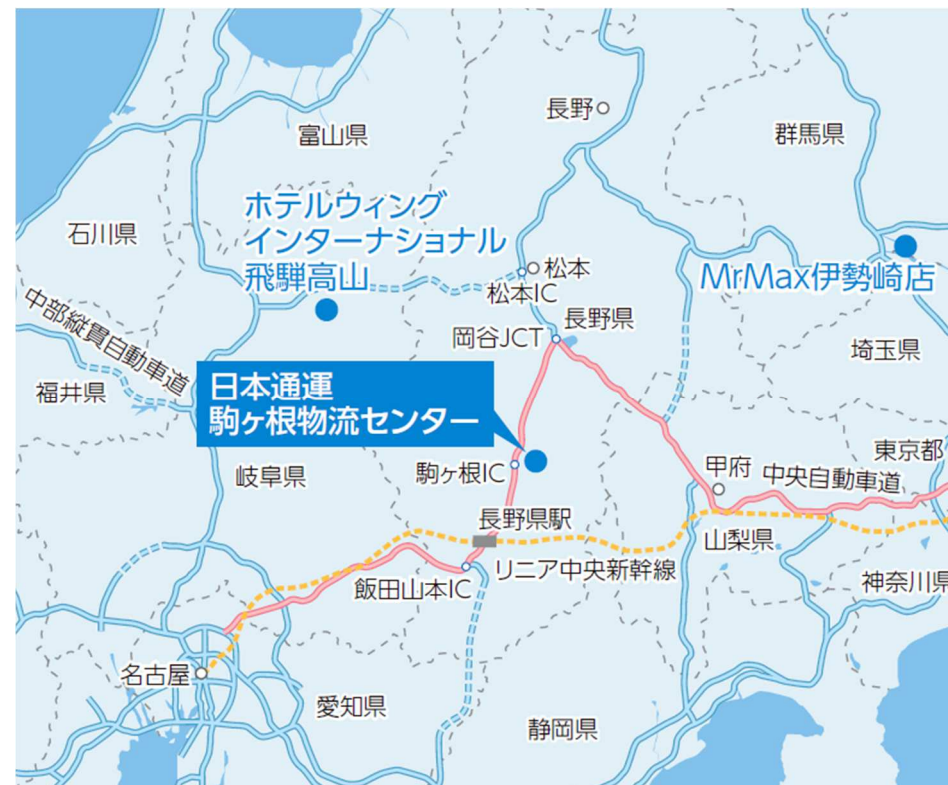 長野
富山県
群馬県
ホテルウィング
インターナショナル
飛騨高山
石川県
松本
松本IC
MrMax伊勢崎店
中部縦貫自動車道
岡谷JCT
長野県
埼玉県
福井県
日本通運
駒ヶ根物流センター
東京都
岐阜県
駒ヶ根IC
甲府
中央自動車道
長野県駅
山梨県
リニア中央新幹線
飯田山本IC
神奈川県
名古屋
愛知県
静岡県